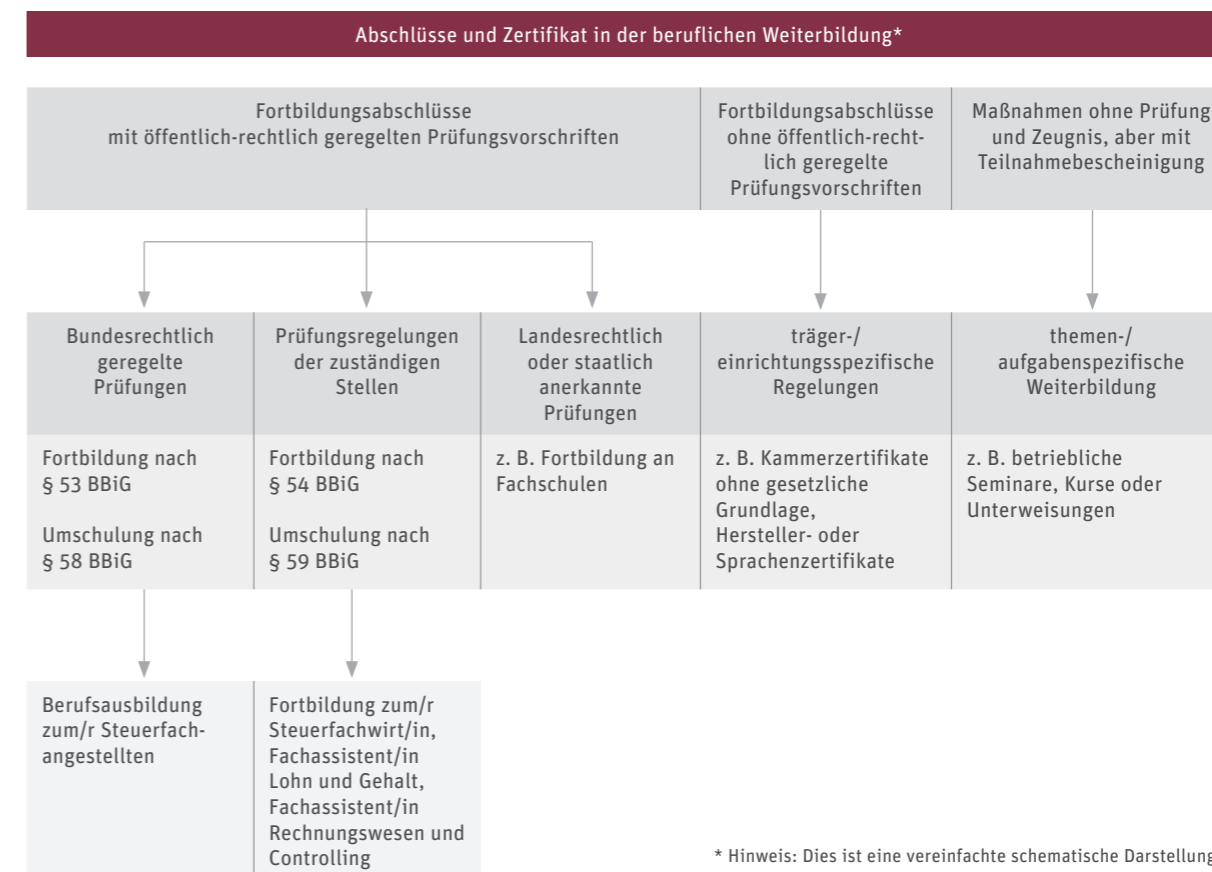 Abschlüsse und Zertifikat in der beruflichen Weiterbildung*
Fortbildungsabschlüsse
mit öffentlich-rechtlich geregelten Prüfungsvorschriften
Fortbildungsabschlüsse
ohne öffentlich-recht-
lich geregelte
Prüfungsvorschriften
Maßnahmen ohne Prüfung
und Zeugnis, aber mit
Teilnahmebescheinigung
Bundesrechtlich
geregelte
Prüfungen
Prüfungsregelungen
der zuständigen
Stellen
Landesrechtlich
oder staatlich
anerkannte
Prüfungen
träger-/
einrichtungsspezifische
Regelungen
themen-/
aufgabenspezifische
Weiterbildung
Fortbildung nach
§ 53 BBiG
Umschulung nach
§ 58 BBiG
Fortbildung nach
§ 54 BBiG
Umschulung nach
§ 59 BBiG
z. B. Fortbildung an
Fachschulen
z. B. Kammerzertifikate
ohne gesetzliche
Grundlage,
Hersteller- oder
Sprachenzertifikate
z. B. betriebliche
Seminare, Kurse oder
Unterweisungen
Berufsausbildung
zum/r Steuerfach-
angestellten
Fortbildung zum/r
Steuerfachwirt/in,
Fachassistent/in
Lohn und Gehalt,
Fachassistent/in
Rechnungswesen und
Controlling
* Hinweis: Dies ist eine vereinfachte schematische Darstellung